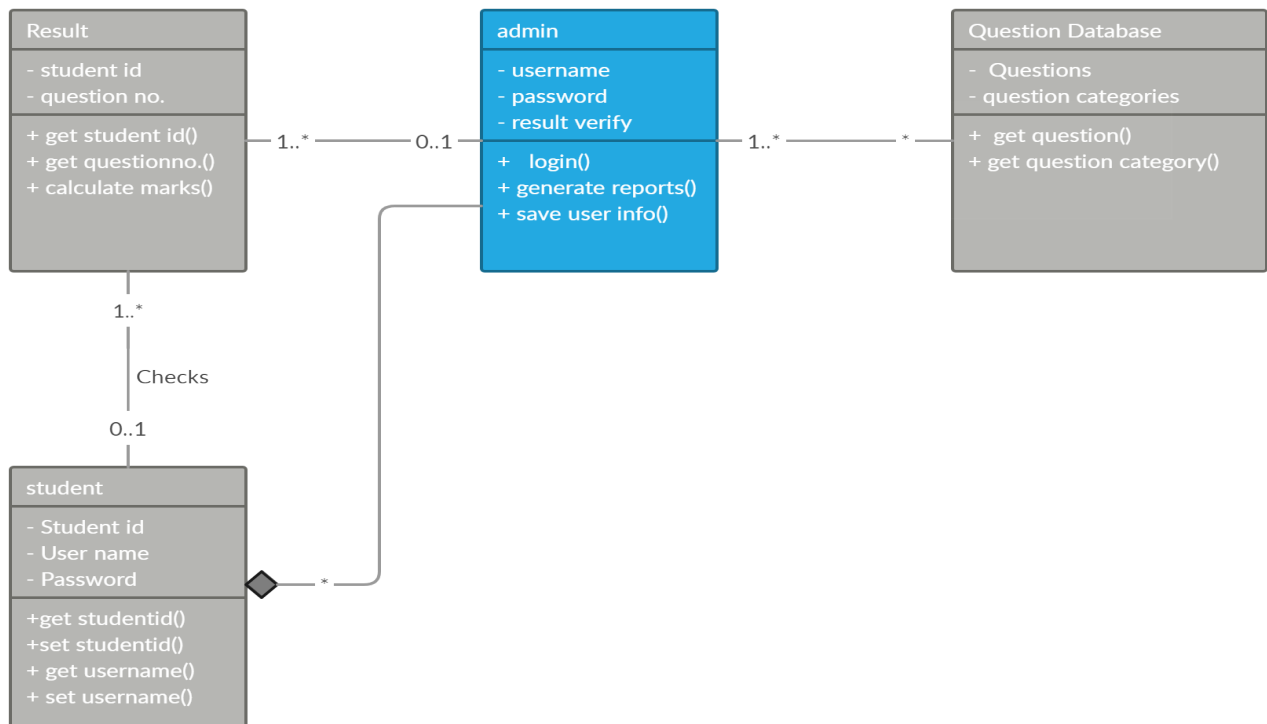 Result
- student id
- question no.
+ get student id()
+ get questionno.()
+ calculate marks()
1..*
0..1
admin
- username
- password
- result verify
+ login()
+ generate reports()
+ save user info()
1..*
*
Question Database
- Questions
- question categories
+ get question()
+ get question category()
1..*
Checks
0..1
student
- Student id
- User name
- Password
+get studentid()
+set studentid()
+ get username()
+ set username()
*